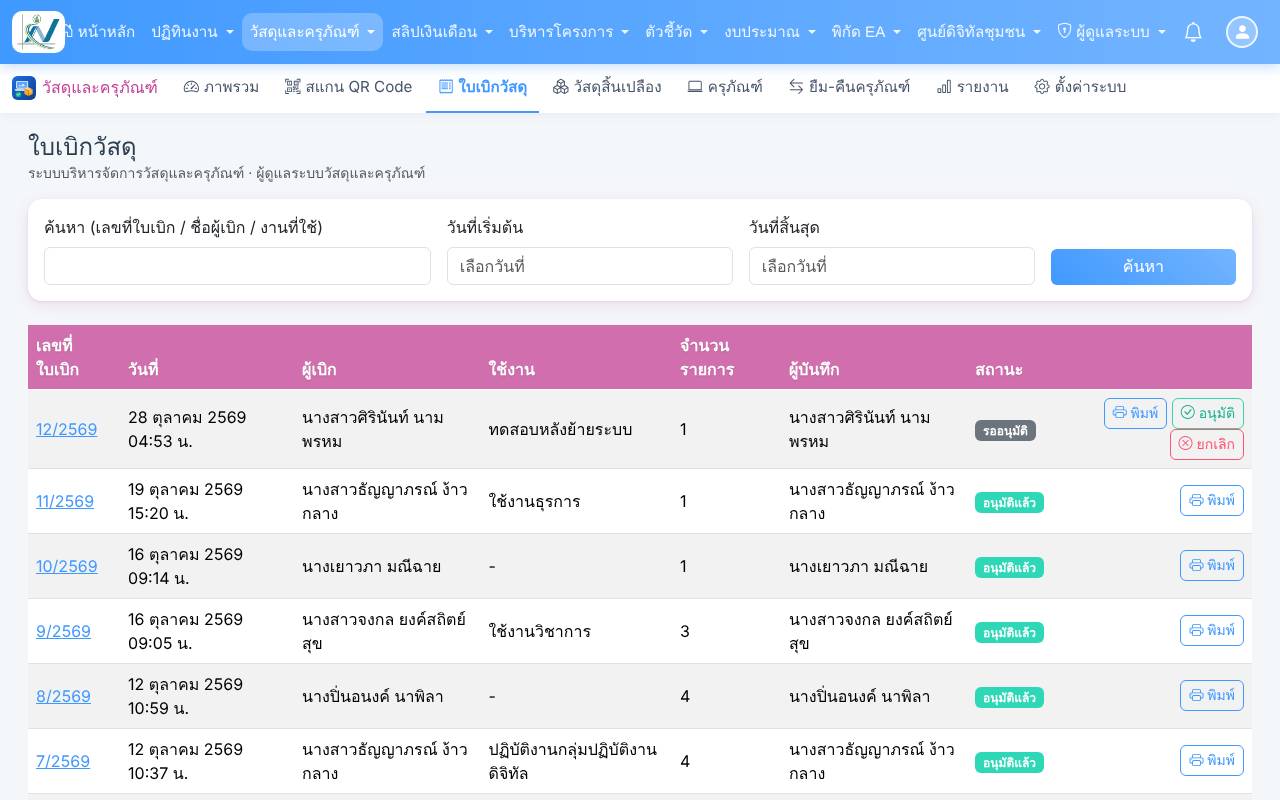 หน้าหลัก ปฏิทินงาน วัสดุและครุภัณฑ์ สลิปเงินเดือน บริหารโครงการ ตัวชี้วัด งบประมาณ พิกัด EA ศูนย์ดิจิทัลชุมชน ผู้ดูแลระบบ
วัสดุและครุภัณฑ์ ภาพรวม สแกน QR Code ใบเบิกวัสดุ วัสดุสิ้นเปลือง ครุภัณฑ์ ยืม-คืนครุภัณฑ์ รายงาน ตั้งค่าระบบ
ใบเบิกวัสดุ
ระบบบริหารจัดการวัสดุและครุภัณฑ์ · ผู้ดูแลระบบวัสดุและครุภัณฑ์
ค้นหา (เลขที่ใบเบิก / ชื่อผู้เบิก / งานที่ใช้) วันที่เริ่มต้น วันที่สิ้นสุด
เลือกวันที่ เลือกวันที่ ค้นหา
เลขที่ จำนวน
ใบเบิก วันที่ ผู้เบิก ใช้งาน รายการ ผู้บันทึก สถานะ
28 ตุลาคม 2569 นางสาวศิรินันท์ นาม นางสาวศิรินันท์ นาม พิมพ์ อนุมัติ
12/2569 ทดสอบหลังย้ายระบบ 1 รออนุมัติ
04:53 น. พรหม พรหม ยกเลิก
19 ตุลาคม 2569 นางสาวธัญญาภรณ์ ง้าว นางสาวธัญญาภรณ์ ง้าว
11/2569 ใช้งานธุรการ 1 อนุมัติแล้ว พิมพ์
15:20 น. กลาง กลาง
16 ตุลาคม 2569
10/2569 นางเยาวภา มณีฉาย - 1 นางเยาวภา มณีฉาย อนุมัติแล้ว พิมพ์
09:14 น.
16 ตุลาคม 2569 นางสาวจงกล ยงค์สถิตย์ นางสาวจงกล ยงค์สถิตย์
9/2569 ใช้งานวิชาการ 3 อนุมัติแล้ว พิมพ์
09:05 น. สุข สุข
12 ตุลาคม 2569
8/2569 นางปิ่นอนงค์ นาพิลา - 4 นางปิ่นอนงค์ นาพิลา อนุมัติแล้ว พิมพ์
10:59 น.
12 ตุลาคม 2569 นางสาวธัญญาภรณ์ ง้าว ปฏิบัติงานกลุ่มปฏิบัติงาน นางสาวธัญญาภรณ์ ง้าว
7/2569 4 อนุมัติแล้ว พิมพ์
10:37 น. กลาง ดิจิทัล กลาง